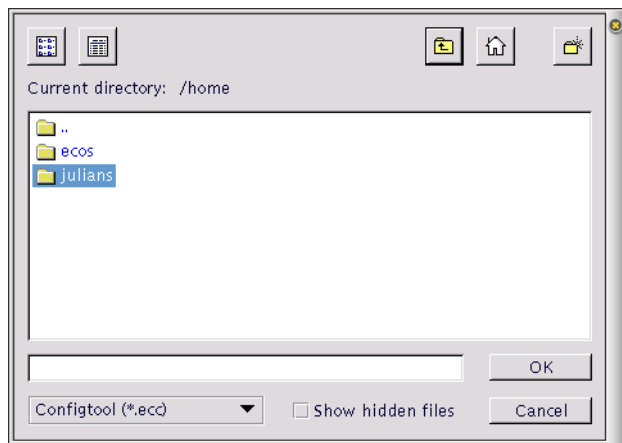 Current directory: /home
..
ecos
julians
OK
Configtool (*.ecc)
Show hidden files
Cancel